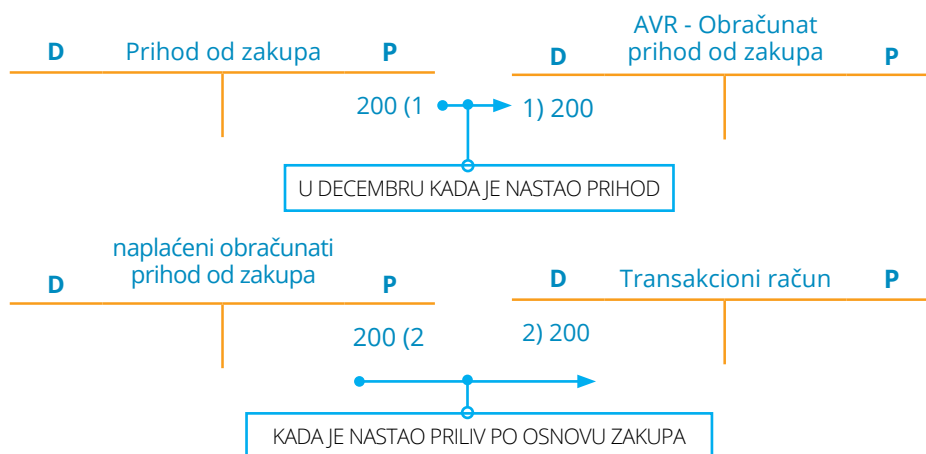 D Prihod od zakupa P
AVR - Obračunat
D prihod od zakupa P
200 (1 1) 200
U DECEMBRU KADA JE NASTAO PRIHOD
naplaćeni obračunati
D prihod od zakupa P
D Transakcioni račun P
200 (2 2) 200
KADA JE NASTAO PRILIV PO OSNOVU ZAKUPA